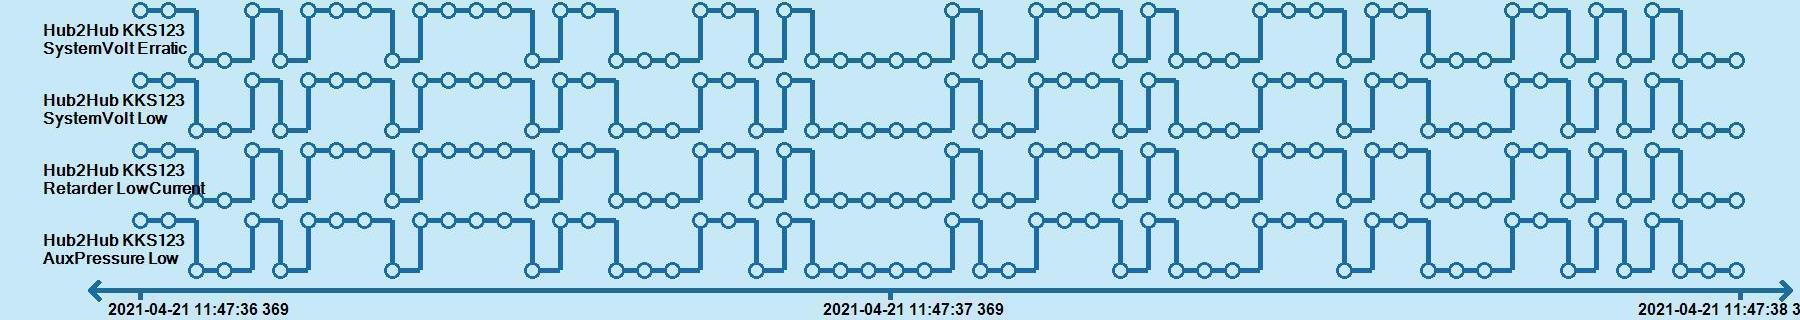 Hub2Hub KKS123
SystemVolt Erratic
Hub2Hub KKS123
SystemVolt Low
Hub2Hub KKS123
Retarder LowCurrent
Hub2Hub KKS123
AuxPressure Low
2021-04-21 11:47:36 369
2021-04-21 11:47:37 369
2021-04-21 11:47:38 3